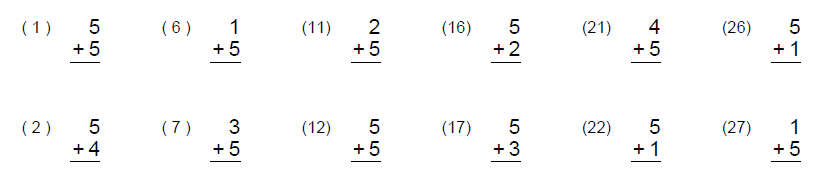 ( 1 ) 5 ( 6 ) 1 (11) 2 (16) 5 (21) 4 (26) 5
+ 5 + 5 + 5 + 2 + 5 + 1
( 2 ) 5 ( 7 ) 3 (12) 5 (17) 5 (22) 5 (27) 1
+ 4 + 5 + 5 + 3 + 1 + 5